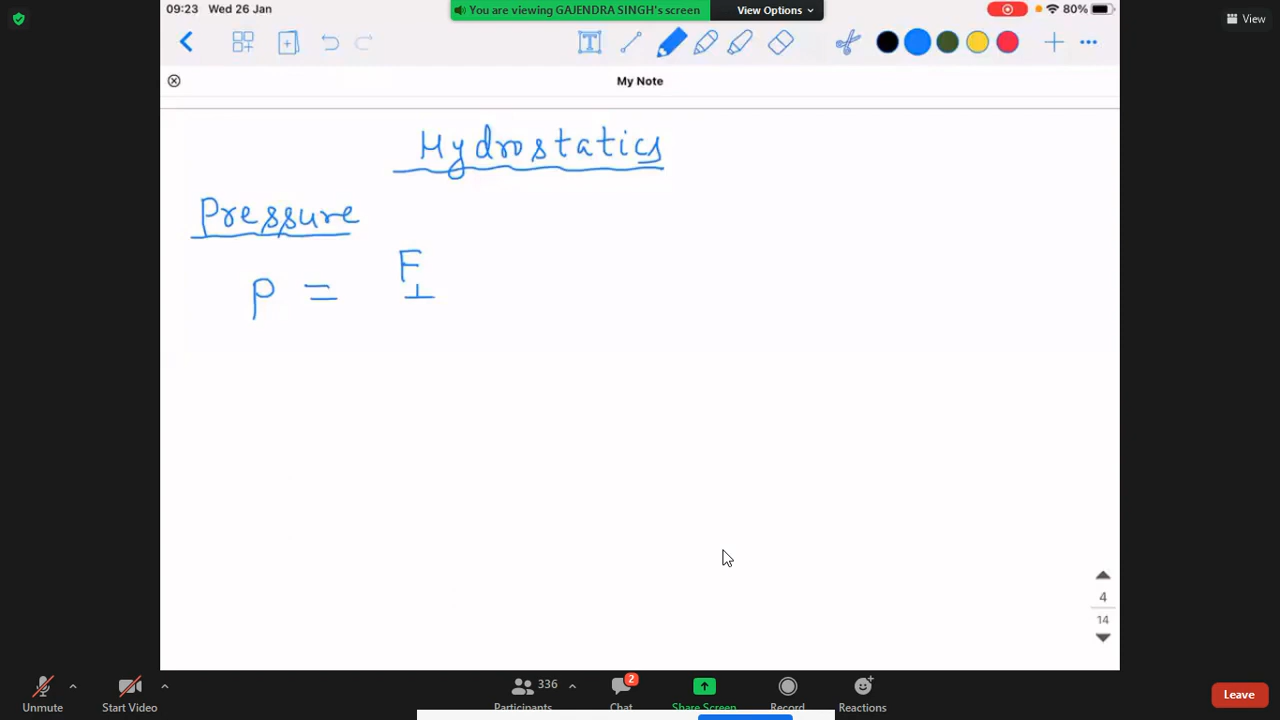 09:23 Wed 26 Jan
You are viewing GAJENDRA SINGH's screen
View Options
80%
View
My Note
Hydrostatics
Pressure
P = F⊥
4
14
Unmute
Start Video
Participants
336
Chat
2
Share Screen
Record
Reactions
Leave